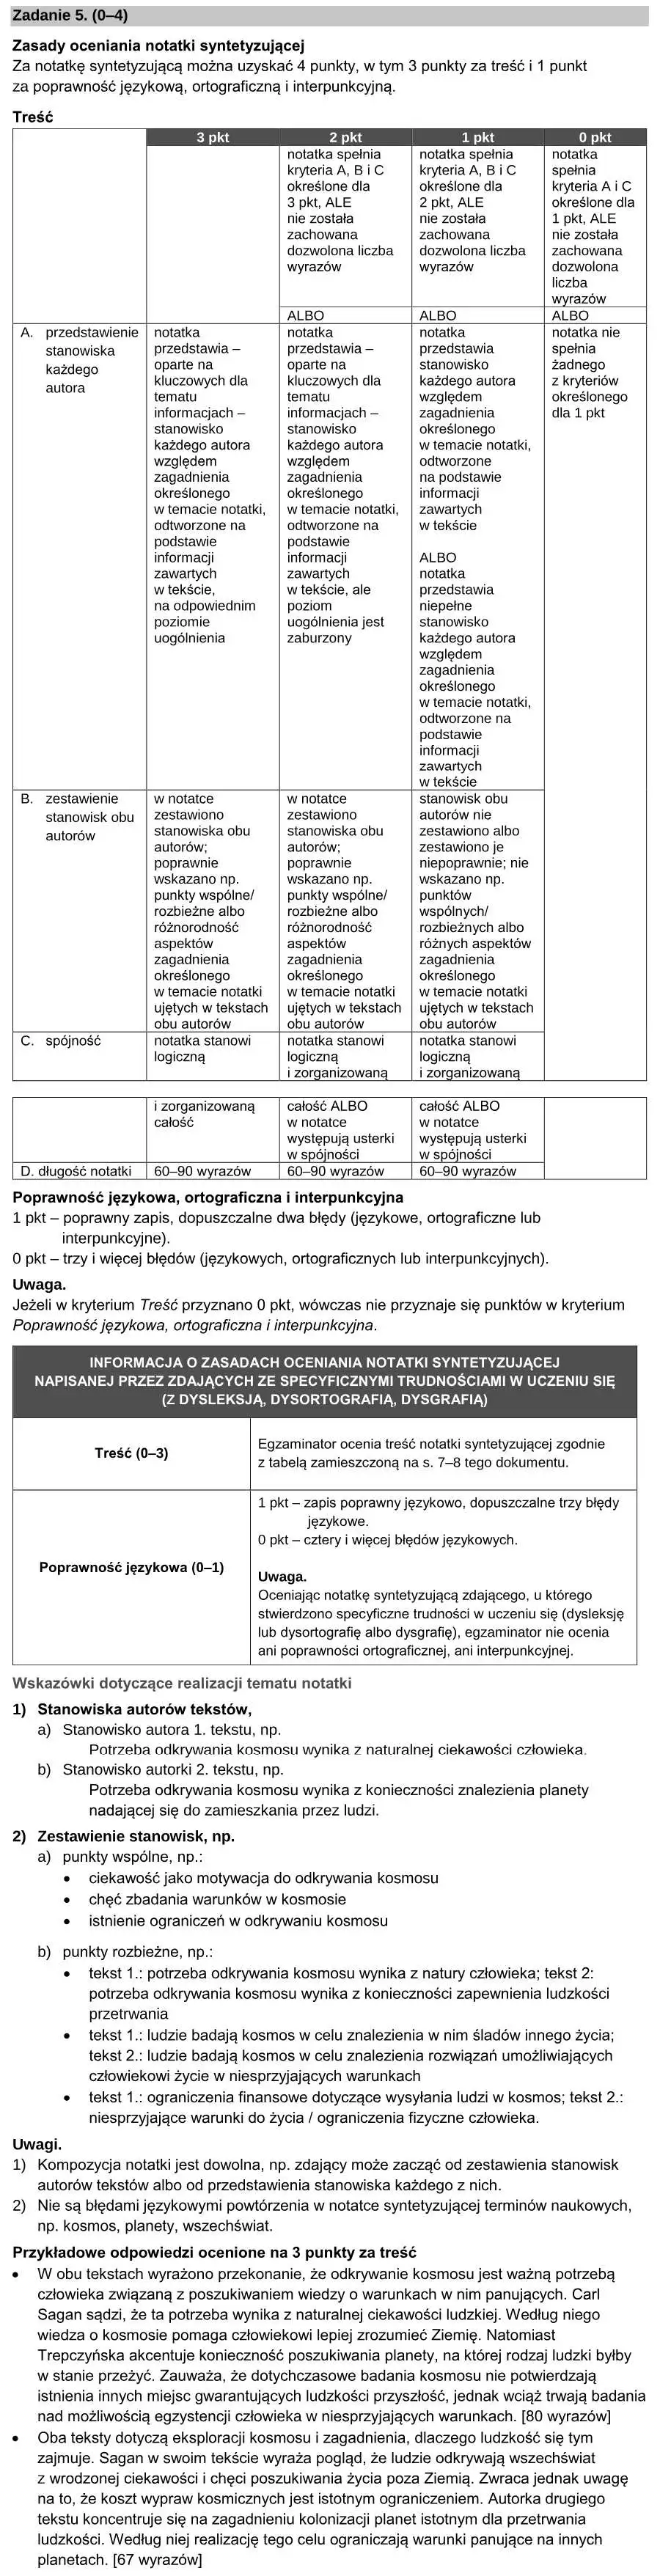 Zadanie 5. (0–4)
Zasady oceniania notatki syntetyzującej
Za notatkę syntetyzującą można uzyskać 4 punkty, w tym 3 punkty za treść i 1 punkt
za poprawność językową, ortograficzną i interpunkcyjną.
Treść
3 pkt
2 pkt
1 pkt
0 pkt
notatka spełnia
kryteria A, B i C
określone dla
3 pkt, ALE
nie została
zachowana
dozwolona liczba
wyrazów
notatka spełnia
kryteria A, B i C
określone dla
2 pkt, ALE
nie została
zachowana
dozwolona liczba
wyrazów
notatka
spełnia
kryteria A i C
określone dla
1 pkt, ALE
nie została
zachowana
dozwolona
liczba
wyrazów
ALBO
ALBO
ALBO
A. przedstawienie
stanowiska
każdego
autora
notatka
przedstawia –
oparte na
kluczowych dla
tematu
informacjach –
stanowisko
każdego autora
względem
zagadnienia
określonego
w temacie notatki,
odtworzone na
podstawie
informacji
zawartych
w tekście,
na odpowiednim
poziomie
uogólnienia
notatka
przedstawia –
oparte na
kluczowych dla
tematu
informacjach –
stanowisko
każdego autora
względem
zagadnienia
określonego
w temacie notatki,
odtworzone na
podstawie
informacji
zawartych
w tekście, ale
poziom
uogólnienia jest
zaburzony
notatka
przedstawia
stanowisko
każdego autora
względem
zagadnienia
określonego
w temacie notatki,
odtworzone
na podstawie
informacji
zawartych
w tekście
ALBO
notatka
przedstawia
niepełne
stanowisko
każdego autora
względem
zagadnienia
określonego
w temacie notatki,
odtworzone na
podstawie
informacji
zawartych
w tekście
notatka nie
spełnia
żadnego
z kryteriów
określonego
dla 1 pkt
B. zestawienie
stanowisk obu
autorów
w notatce
zestawiono
stanowiska obu
autorów;
poprawnie
wskazano np.
punkty wspólne/
rozbieżne albo
różnorodność
aspektów
zagadnienia
określonego
w temacie notatki
ujętych w tekstach
obu autorów
w notatce
zestawiono
stanowiska obu
autorów;
poprawnie
wskazano np.
punkty wspólne/
rozbieżne albo
różnorodność
aspektów
zagadnienia
określonego
w temacie notatki
ujętych w tekstach
obu autorów
stanowisk obu
autorów nie
zestawiono albo
zestawiono je
niepoprawnie; nie
wskazano np.
punktów
wspólnych/
rozbieżnych albo
różnych aspektów
zagadnienia
określonego
w temacie notatki
ujętych w tekstach
obu autorów
C. spójność
notatka stanowi
logiczną
notatka stanowi
logiczną
i zorganizowaną
notatka stanowi
logiczną
i zorganizowaną
i zorganizowaną
całość
całość ALBO
w notatce
występują usterki
w spójności
całość ALBO
w notatce
występują usterki
w spójności
D. długość notatki
60–90 wyrazów
60–90 wyrazów
60–90 wyrazów
Poprawność językowa, ortograficzna i interpunkcyjna
1 pkt – poprawny zapis, dopuszczalne dwa błędy (językowe, ortograficzne lub
interpunkcyjne).
0 pkt – trzy i więcej błędów (językowych, ortograficznych lub interpunkcyjnych).
Uwaga.
Jeżeli w kryterium Treść przyznano 0 pkt, wówczas nie przyznaje się punktów w kryterium
Poprawność językowa, ortograficzna i interpunkcyjna.
INFORMACJA O ZASADACH OCENIANIA NOTATKI SYNTETYZUJĄCEJ
NAPISANEJ PRZEZ ZDAJĄCYCH ZE SPECYFICZNYMI TRUDNOŚCIAMI W UCZENIU SIĘ
(Z DYSLEKSJĄ, DYSORTOGRAFIĄ, DYSGRAFIĄ)
Treść (0–3)
Egzaminator ocenia treść notatki syntetyzującej zgodnie
z tabelą zamieszczoną na s. 7–8 tego dokumentu.
Poprawność językowa (0–1)
1 pkt – zapis poprawny językowo, dopuszczalne trzy błędy
językowe.
0 pkt – cztery i więcej błędów językowych.
Uwaga.
Oceniając notatkę syntetyzującą zdającego, u którego
stwierdzono specyficzne trudności w uczeniu się (dysleksję
lub dysortografię albo dysgrafię), egzaminator nie ocenia
ani poprawności ortograficznej, ani interpunkcyjnej.
Wskazówki dotyczące realizacji tematu notatki
1) Stanowiska autorów tekstów,
a) Stanowisko autora 1. tekstu, np.
Potrzeba odkrywania kosmosu wynika z naturalnej ciekawości człowieka.
b) Stanowisko autorki 2. tekstu, np.
Potrzeba odkrywania kosmosu wynika z konieczności znalezienia planety
nadającej się do zamieszkania przez ludzi.
2) Zestawienie stanowisk, np.
a) punkty wspólne, np.:
• ciekawość jako motywacja do odkrywania kosmosu
• chęć zbadania warunków w kosmosie
• istnienie ograniczeń w odkrywaniu kosmosu
b) punkty rozbieżne, np.:
• tekst 1.: potrzeba odkrywania kosmosu wynika z natury człowieka; tekst 2:
potrzeba odkrywania kosmosu wynika z konieczności zapewnienia ludzkości
przetrwania
• tekst 1.: ludzie badają kosmos w celu znalezienia w nim śladów innego życia;
tekst 2.: ludzie badają kosmos w celu znalezienia rozwiązań umożliwiających
człowiekowi życie w niesprzyjających warunkach
• tekst 1.: ograniczenia finansowe dotyczące wysyłania ludzi w kosmos; tekst 2.:
niesprzyjające warunki do życia / ograniczenia fizyczne człowieka.
Uwagi.
1) Kompozycja notatki jest dowolna, np. zdający może zacząć od zestawienia stanowisk
autorów tekstów albo od przedstawienia stanowiska każdego z nich.
2) Nie są błędami językowymi powtórzenia w notatce syntetyzującej terminów naukowych,
np. kosmos, planety, wszechświat.
Przykładowe odpowiedzi ocenione na 3 punkty za treść
• W obu tekstach wyrażono przekonanie, że odkrywanie kosmosu jest ważną potrzebą
człowieka związaną z poszukiwaniem wiedzy o warunkach w nim panujących. Carl
Sagan sądzi, że ta potrzeba wynika z naturalnej ciekawości ludzkiej. Według niego
wiedza o kosmosie pomaga człowiekowi lepiej zrozumieć Ziemię. Natomiast
Trepczyńska akcentuje konieczność poszukiwania planety, na której rodzaj ludzki byłby
w stanie przeżyć. Zauważa, że dotychczasowe badania kosmosu nie potwierdzają
istnienia innych miejsc gwarantujących ludzkości przyszłość, jednak wciąż trwają badania
nad możliwością egzystencji człowieka w niesprzyjających warunkach. [80 wyrazów]
• Oba teksty dotyczą eksploracji kosmosu i zagadnienia, dlaczego ludzkość się tym
zajmuje. Sagan w swoim tekście wyraża pogląd, że ludzie odkrywają wszechświat
z wrodzonej ciekawości i chęci poszukiwania życia poza Ziemią. Zwraca jednak uwagę
na to, że koszt wypraw kosmicznych jest istotnym ograniczeniem. Autorka drugiego
tekstu koncentruje się na zagadnieniu kolonizacji planet istotnym dla przetrwania
ludzkości. Według niej realizację tego celu ograniczają warunki panujące na innych
planetach. [67 wyrazów]